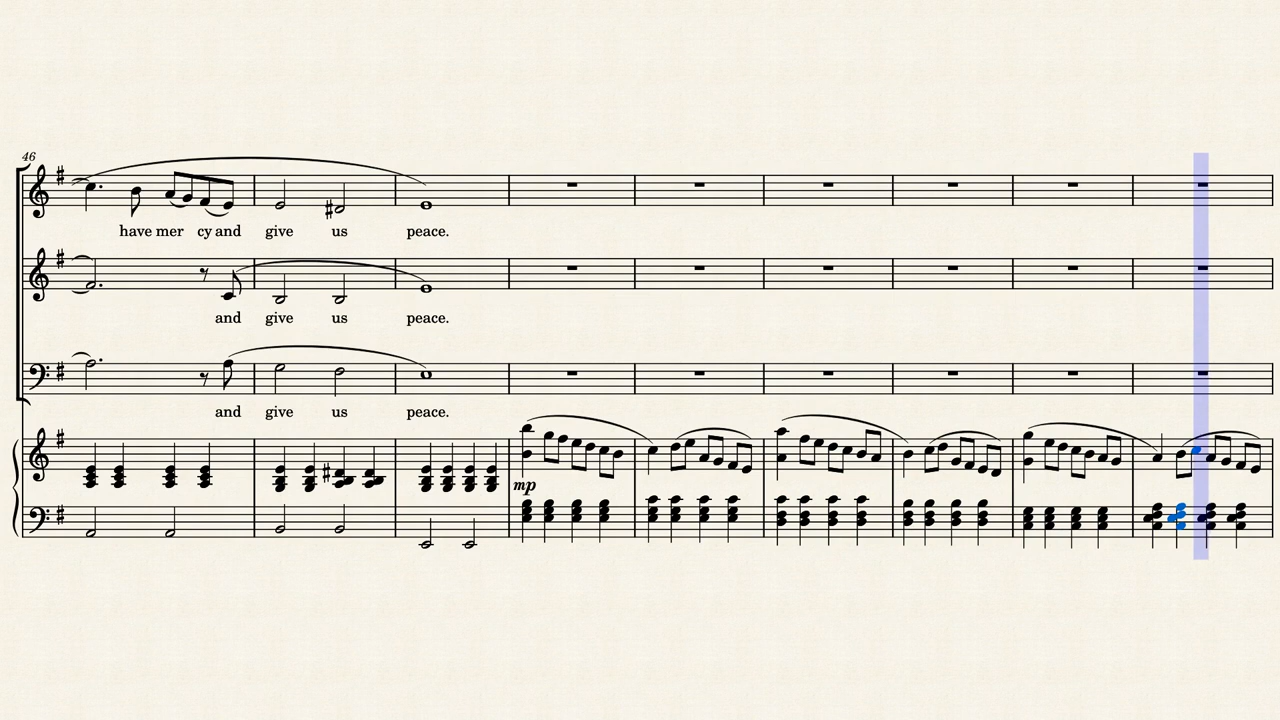 46
have mer cy and give us peace.
and give us peace.
and give us peace.
mp